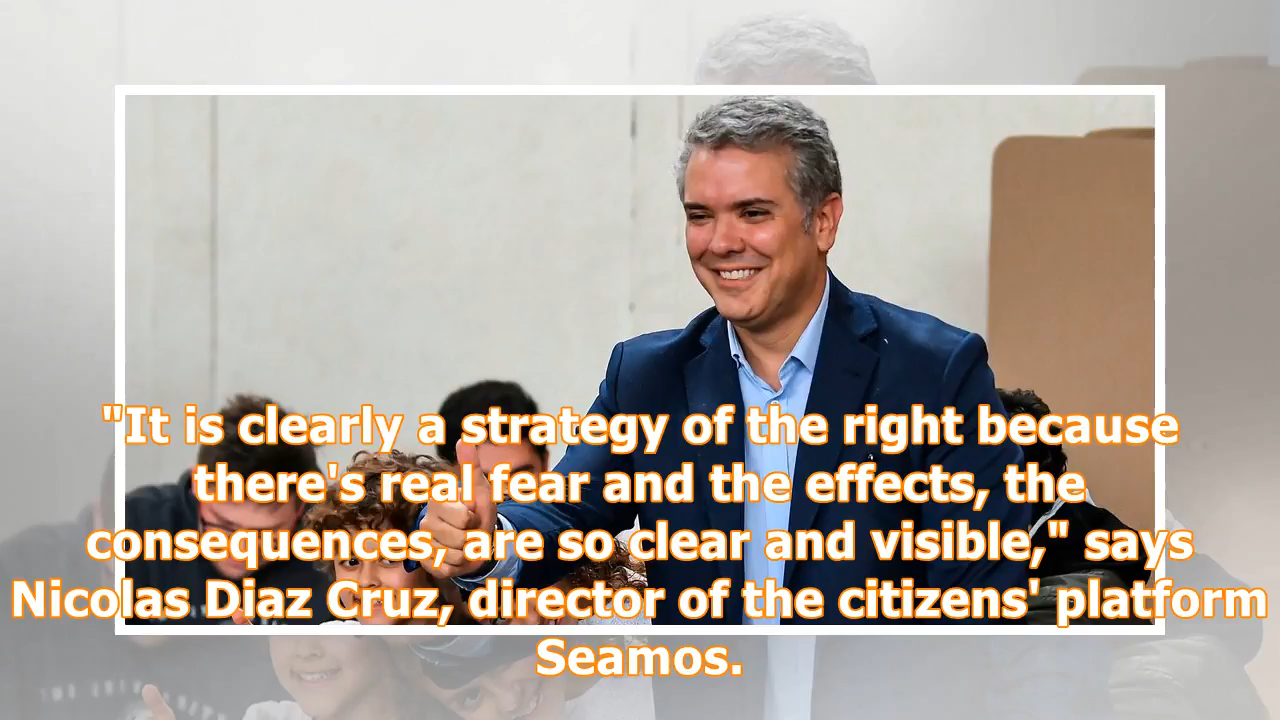 "It is clearly a strategy of the right because
there's real fear and the effects, the
consequences, are so clear and visible," says
Nicolas Diaz Cruz, director of the citizens' platform
Seamos.